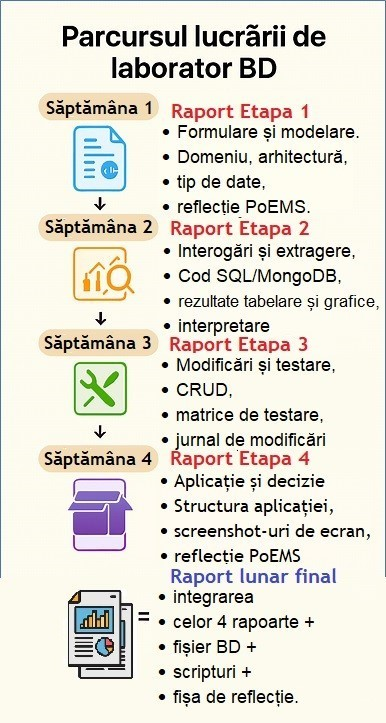 Parcursul lucrării de
laborator BD
Săptămâna 1
Raport Etapa 1
• Formulare și modelare.
• Domeniu, arhitectură,
• tip de date,
• reflecție PoEMS.
Săptămâna 2
Raport Etapa 2
• Interogări și extragere,
• Cod SQL/MongoDB,
• rezultate tabelare și grafice,
• interpretare
Săptămâna 3
Raport Etapa 3
• Modificări și testare,
• CRUD,
• matrice de testare,
• jurnal de modificări
Săptămâna 4
Raport Etapa 4
• Aplicație și decizie
• Structura aplicației,
• screenshot-uri de ecran,
• reflecție PoEMS
Raport lunar final
=
• integrarea
• celor 4 rapoarte +
• fișier BD +
• scripturi +
• fișa de reflecție.